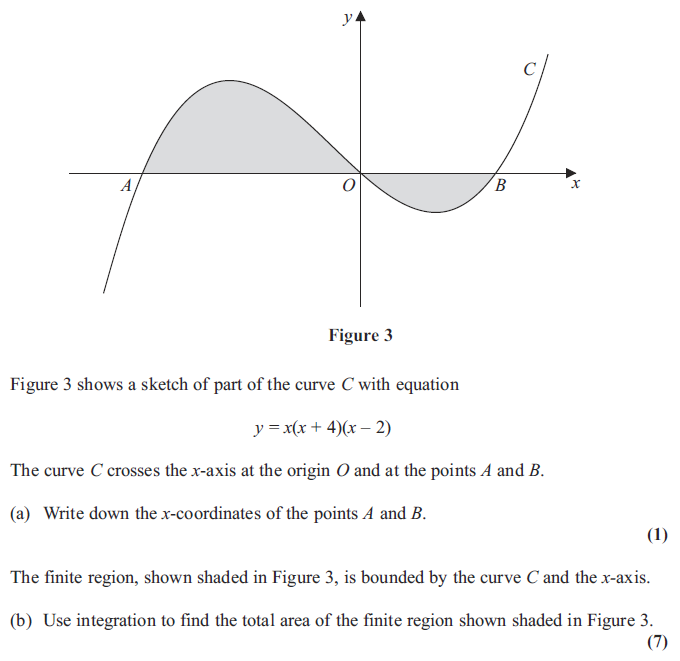 y
C
A
O
B
x
Figure 3
Figure 3 shows a sketch of part of the curve C with equation
y = x(x + 4)(x – 2)
The curve C crosses the x-axis at the origin O and at the points A and B.
(a) Write down the x-coordinates of the points A and B.
(1)
The finite region, shown shaded in Figure 3, is bounded by the curve C and the x-axis.
(b) Use integration to find the total area of the finite region shown shaded in Figure 3.
(7)